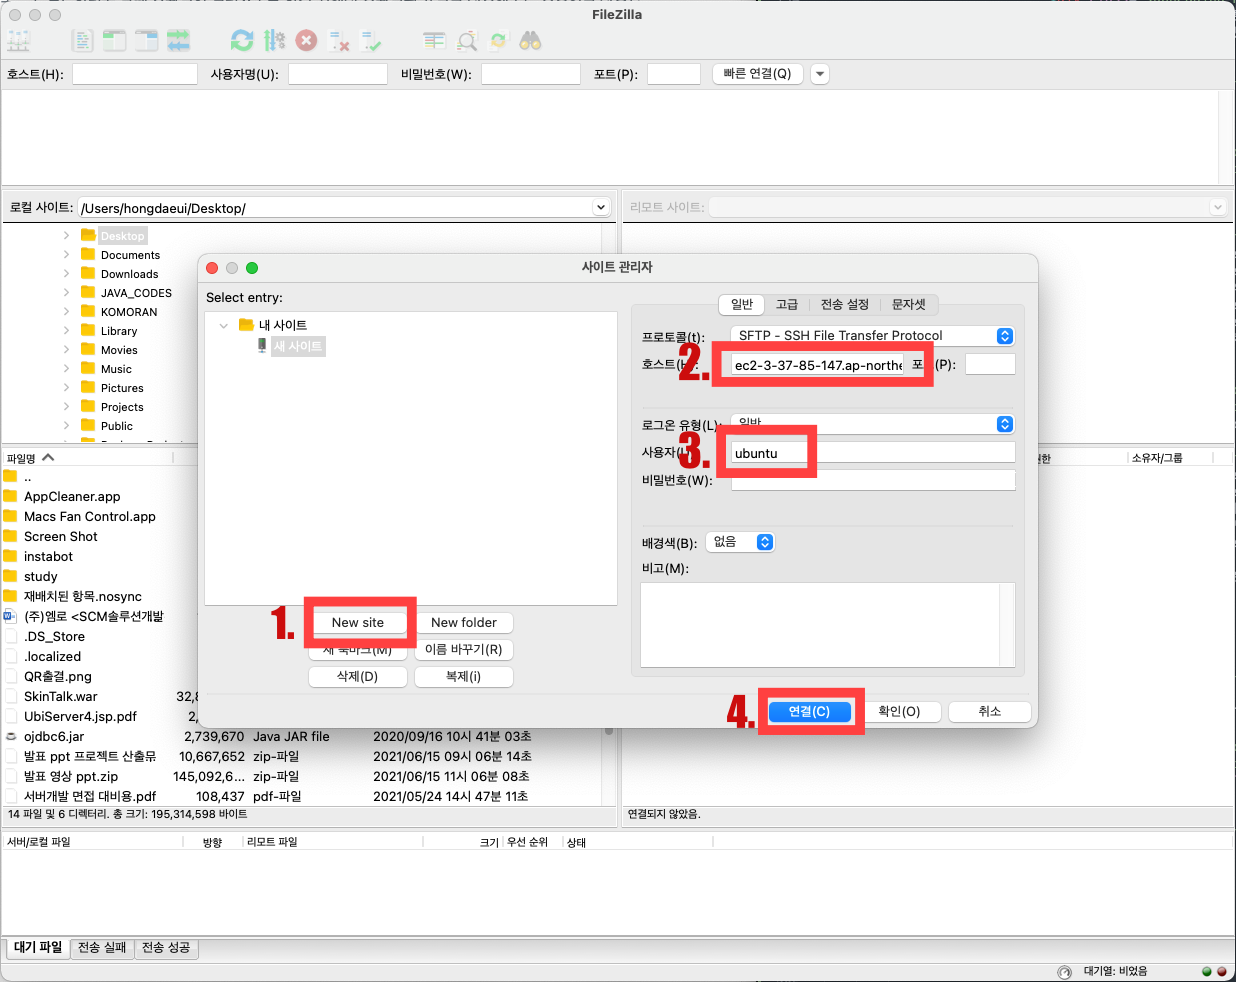 FileZilla
호스트(H): 사용자명(U): 비밀번호(W): 포트(P): 빠른 연결(Q)
로컬 사이트: /Users/hongdaeui/Desktop/
리모트 사이트:
Desktop
Documents
Downloads
JAVA_CODES
KOMORAN
Library
Movies
Music
Pictures
Projects
Public
파일명
..
AppCleaner.app
Macs Fan Control.app
Screen Shot
instabot
study
재배치된 항목.nosync
(주)엠로 <SCM솔루션개발
.DS_Store
.localized
QR출결.png
SkinTalk.war 32,8
UbiServer4.jsp.pdf 2,
ojdbc6.jar 2,739,670 Java JAR file 2020/09/16 10시 41분 03초
발표 ppt 프로젝트 산출뮤 10,667,652 zip-파일 2021/06/15 09시 06분 14초
발표 영상 ppt.zip 145,092,6... zip-파일 2021/06/15 11시 06분 08초
서버개발 면접 대비용.pdf 108,437 pdf-파일 2021/05/24 14시 47분 11초
14 파일 및 6 디렉터리. 총 크기: 195,314,598 바이트
소유자/그룹
연결되지 않았음.
사이트 관리자
Select entry:
내 사이트
새 사이트
1. New site New folder
새 북마크(M) 이름 바꾸기(R)
삭제(D) 복제(i)
일반 고급 전송 설정 문자셋
프로토콜(t): SFTP - SSH File Transfer Protocol
2. 호스트(H): ec2-3-37-85-147.ap-northe 포트(P):
로그온 유형(L): 일반
3. 사용자(U): ubuntu
비밀번호(W):
배경색(B): 없음
비고(M):
4. 연결(C) 확인(O) 취소
서버/로컬 파일 방향 리모트 파일 크기 우선 순위 상태
대기 파일 전송 실패 전송 성공
대기열: 비었음